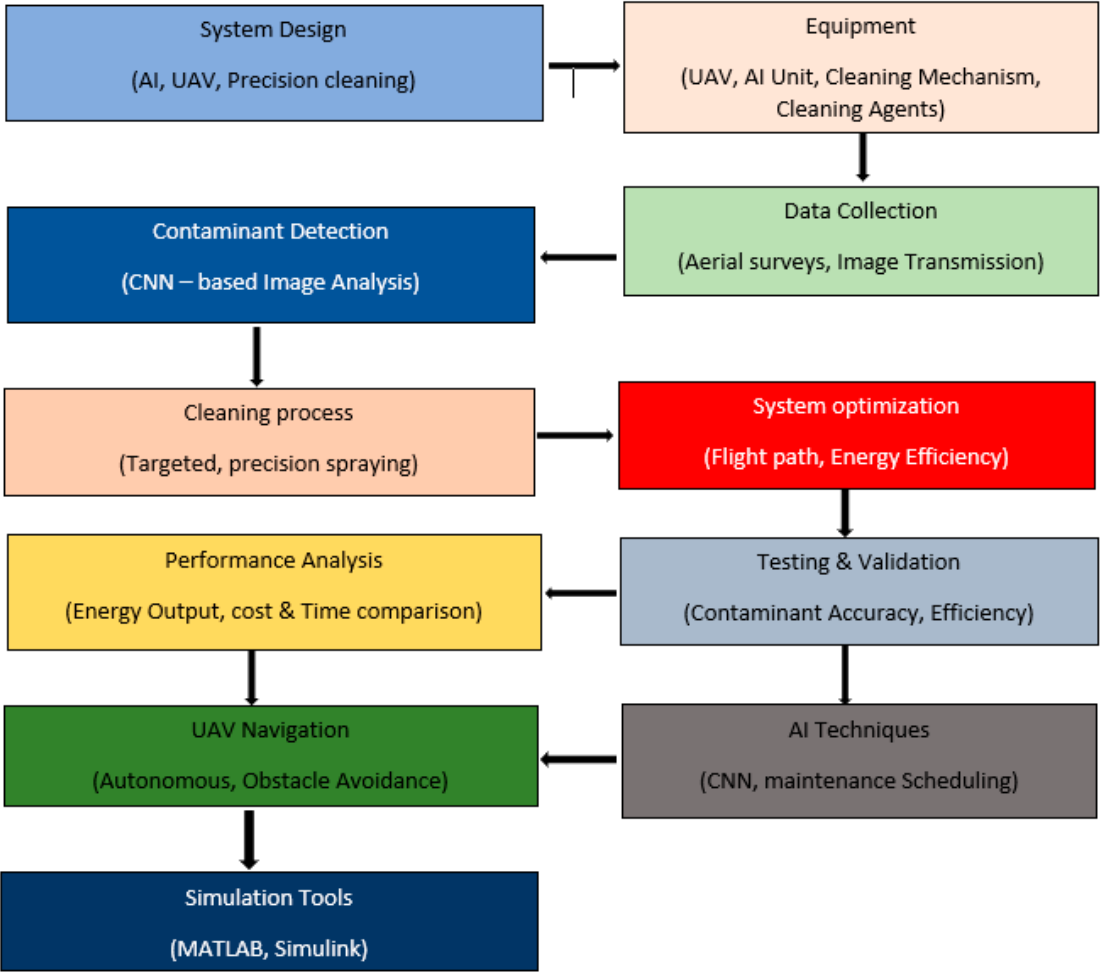 System Design
(AI, UAV, Precision cleaning)
Equipment
(UAV, AI Unit, Cleaning Mechanism,
Cleaning Agents)
Data Collection
(Aerial surveys, Image Transmission)
Contaminant Detection
(CNN – based Image Analysis)
Cleaning process
(Targeted, precision spraying)
System optimization
(Flight path, Energy Efficiency)
Testing & Validation
(Contaminant Accuracy, Efficiency)
Performance Analysis
(Energy Output, cost & Time comparison)
AI Techniques
(CNN, maintenance Scheduling)
UAV Navigation
(Autonomous, Obstacle Avoidance)
Simulation Tools
(MATLAB, Simulink)